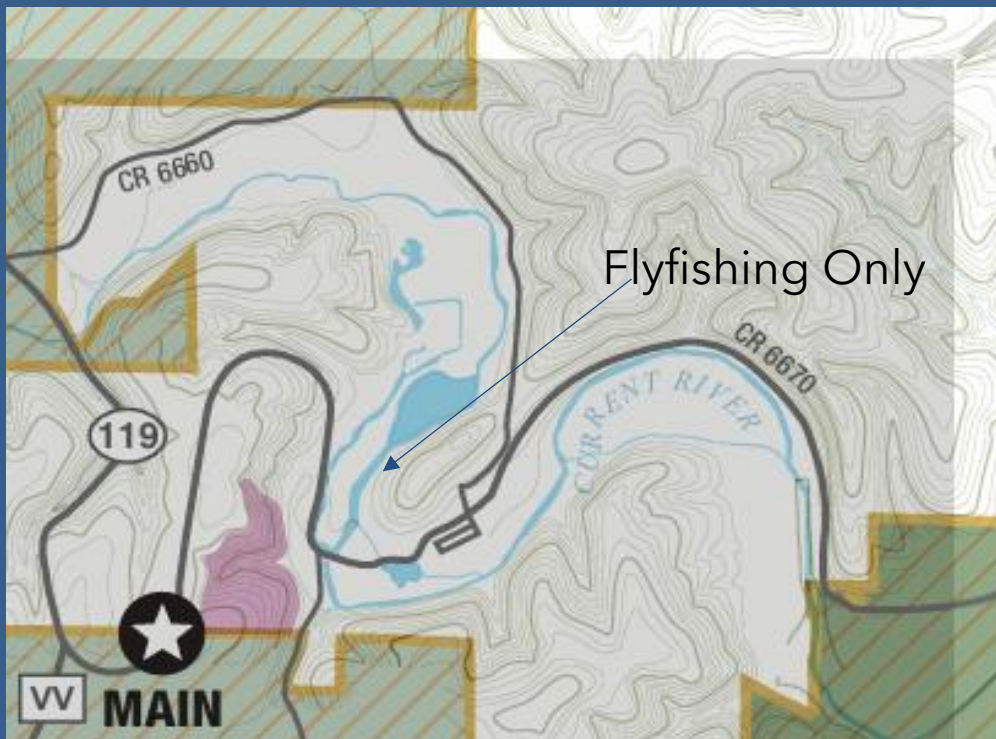 CR 6660
Flyfishing Only
CR 6670
CURRENT RIVER
119
VV
MAIN